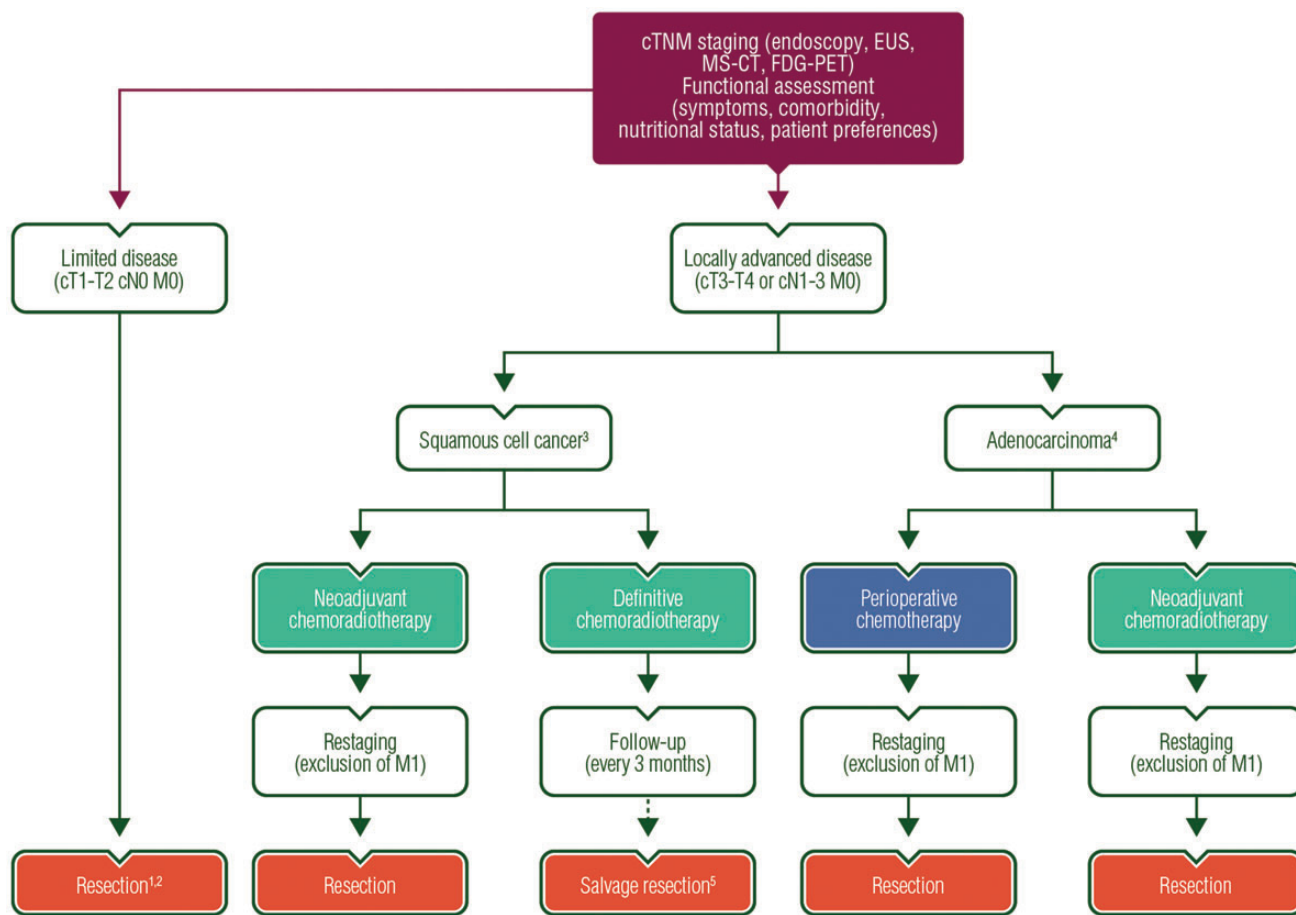 cTNM staging (endoscopy, EUS,
MS-CT, FDG-PET)
Functional assessment
(symptoms, comorbidity,
nutritional status, patient preferences)
Limited disease
(cT1-T2 cN0 M0)
Locally advanced disease
(cT3-T4 or cN1-3 M0)
Squamous cell cancer³
Adenocarcinoma⁴
Neoadjuvant
chemoradiotherapy
Definitive
chemoradiotherapy
Perioperative
chemotherapy
Neoadjuvant
chemoradiotherapy
Restaging
(exclusion of M1)
Follow-up
(every 3 months)
Restaging
(exclusion of M1)
Restaging
(exclusion of M1)
Resection¹,²
Resection
Salvage resection⁵
Resection
Resection